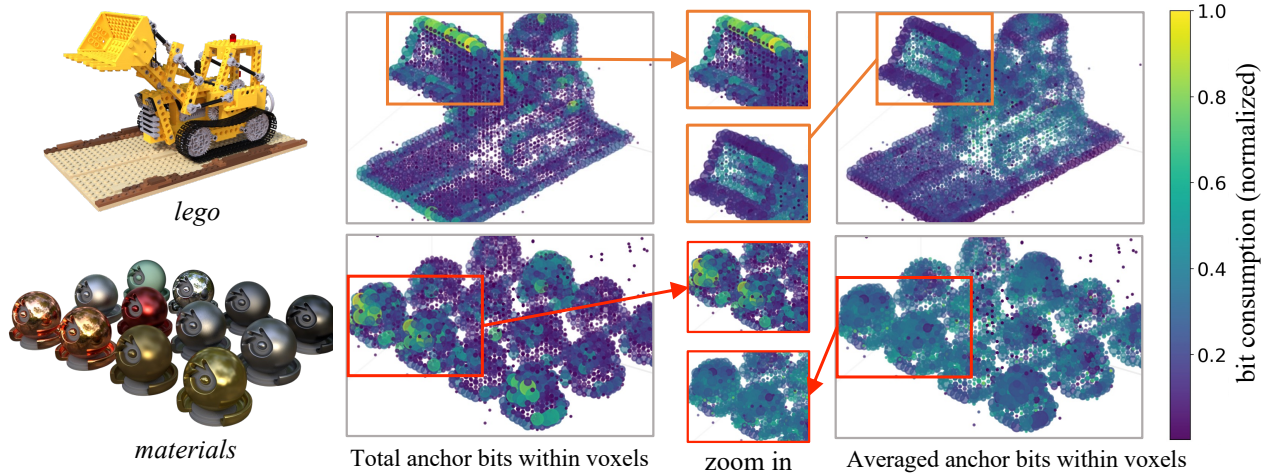 lego
materials
Total anchor bits within voxels
zoom in
Averaged anchor bits within voxels
1.0
0.8
0.6
0.4
0.2
bit consumption (normalized)